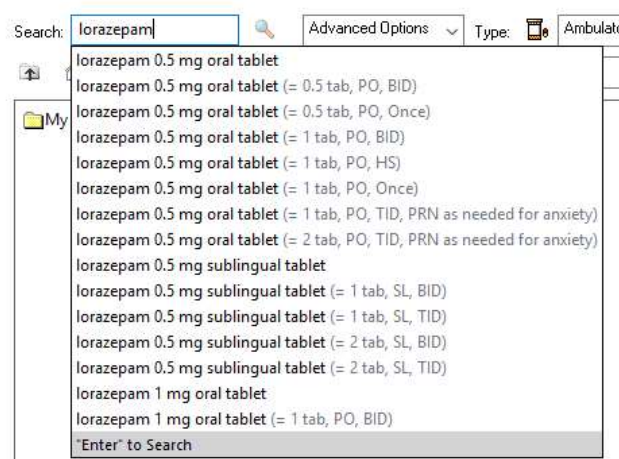 Search: lorazepam Advanced Options Type: Ambulato
lorazepam 0.5 mg oral tablet
lorazepam 0.5 mg oral tablet (= 0.5 tab, PO, BID)
lorazepam 0.5 mg oral tablet (= 0.5 tab, PO, Once)
lorazepam 0.5 mg oral tablet (= 1 tab, PO, BID)
My
lorazepam 0.5 mg oral tablet (= 1 tab, PO, HS)
lorazepam 0.5 mg oral tablet (= 1 tab, PO, Once)
lorazepam 0.5 mg oral tablet (= 1 tab, PO, TID, PRN as needed for anxiety)
lorazepam 0.5 mg oral tablet (= 2 tab, PO, TID, PRN as needed for anxiety)
lorazepam 0.5 mg sublingual tablet
lorazepam 0.5 mg sublingual tablet (= 1 tab, SL, BID)
lorazepam 0.5 mg sublingual tablet (= 1 tab, SL, TID)
lorazepam 0.5 mg sublingual tablet (= 2 tab, SL, BID)
lorazepam 0.5 mg sublingual tablet (= 2 tab, SL, TID)
lorazepam 1 mg oral tablet
lorazepam 1 mg oral tablet (= 1 tab, PO, BID)
"Enter" to Search